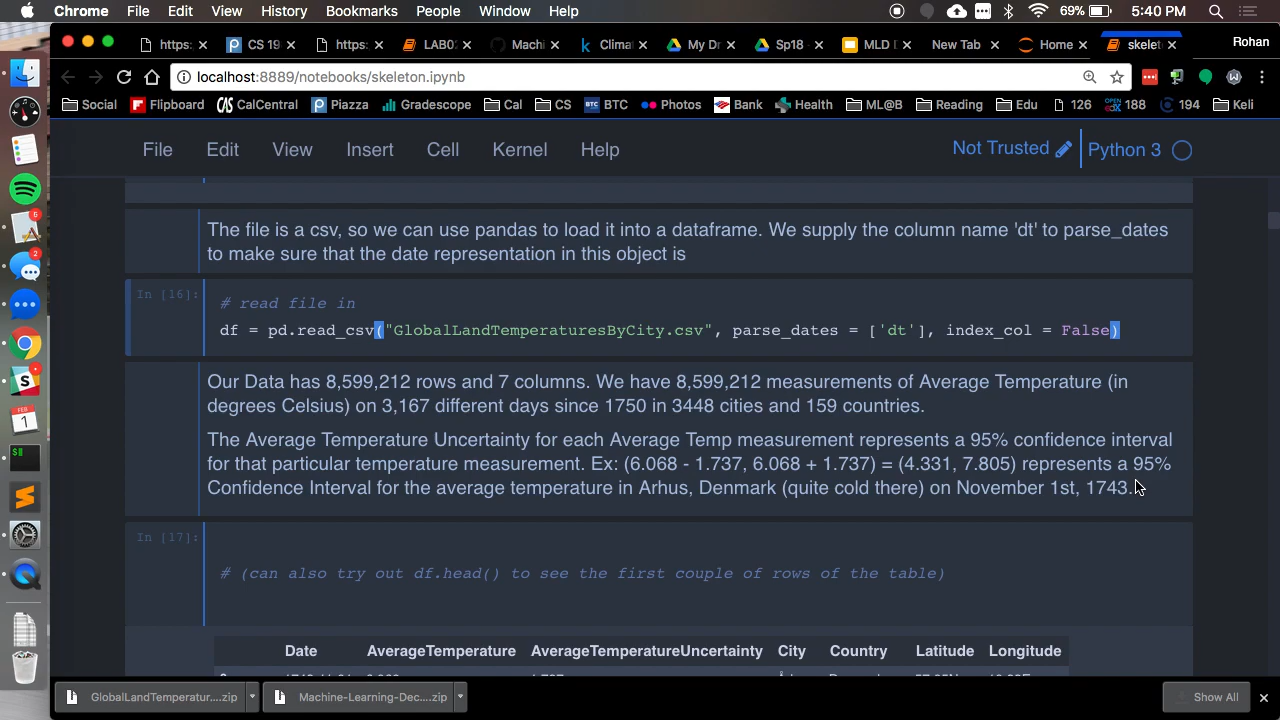 Chrome File Edit View History Bookmarks People Window Help 69% 5:40 PM
https: CS 19 https: LAB0 Machi Climat My Dr Sp18 - MLD D New Tab Home skelet Rohan
localhost:8889/notebooks/skeleton.ipynb
Social Flipboard CalCentral Piazza Gradescope Cal CS BTC Photos Bank Health ML@B Reading Edu 126 188 194 Keli
File Edit View Insert Cell Kernel Help Not Trusted Python 3
The file is a csv, so we can use pandas to load it into a dataframe. We supply the column name 'dt' to parse_dates
to make sure that the date representation in this object is
In [16]:
# read file in
df = pd.read_csv("GlobalLandTemperaturesByCity.csv", parse_dates = ['dt'], index_col = False)
Our Data has 8,599,212 rows and 7 columns. We have 8,599,212 measurements of Average Temperature (in
degrees Celsius) on 3,167 different days since 1750 in 3448 cities and 159 countries.
The Average Temperature Uncertainty for each Average Temp measurement represents a 95% confidence interval
for that particular temperature measurement. Ex: (6.068 - 1.737, 6.068 + 1.737) = (4.331, 7.805) represents a 95%
Confidence Interval for the average temperature in Arhus, Denmark (quite cold there) on November 1st, 1743.
In [17]:
# (can also try out df.head() to see the first couple of rows of the table)
Date AverageTemperature AverageTemperatureUncertainty City Country Latitude Longitude
GlobalLandTemperatur....zip Machine-Learning-Dec....zip Show All